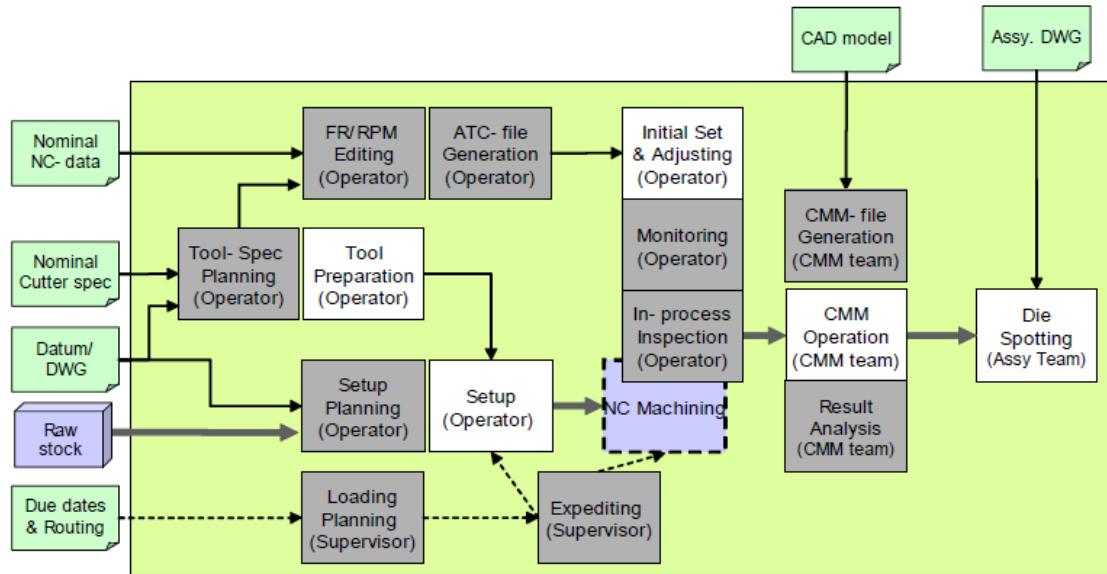 CAD model
Assy. DWG
Nominal
NC- data
FR/RPM
Editing
(Operator)
ATC- file
Generation
(Operator)
Initial Set
& Adjusting
(Operator)
Monitoring
(Operator)
In- process
Inspection
(Operator)
CMM- file
Generation
(CMM team)
Nominal
Cutter spec
Tool- Spec
Planning
(Operator)
Tool
Preparation
(Operator)
CMM
Operation
(CMM team)
Die
Spotting
(Assy Team)
Datum/
DWG
Setup
Planning
(Operator)
Setup
(Operator)
NC Machining
Result
Analysis
(CMM team)
Raw
stock
Due dates
& Routing
Loading
Planning
(Supervisor)
Expediting
(Supervisor)